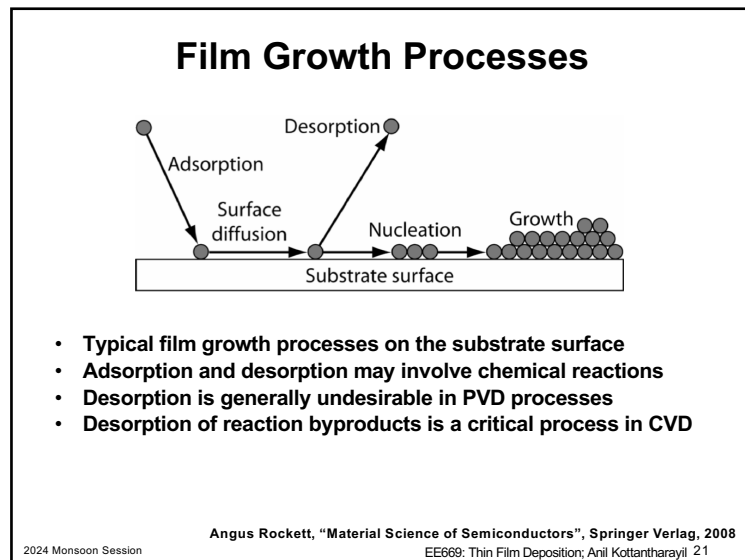 Film Growth Processes
Desorption
Adsorption
Surface
diffusion
Nucleation
Growth
Substrate surface
• Typical film growth processes on the substrate surface
• Adsorption and desorption may involve chemical reactions
• Desorption is generally undesirable in PVD processes
• Desorption of reaction byproducts is a critical process in CVD
Angus Rockett, “Material Science of Semiconductors”, Springer Verlag, 2008
2024 Monsoon Session
EE669: Thin Film Deposition; Anil Kottantharayil 21